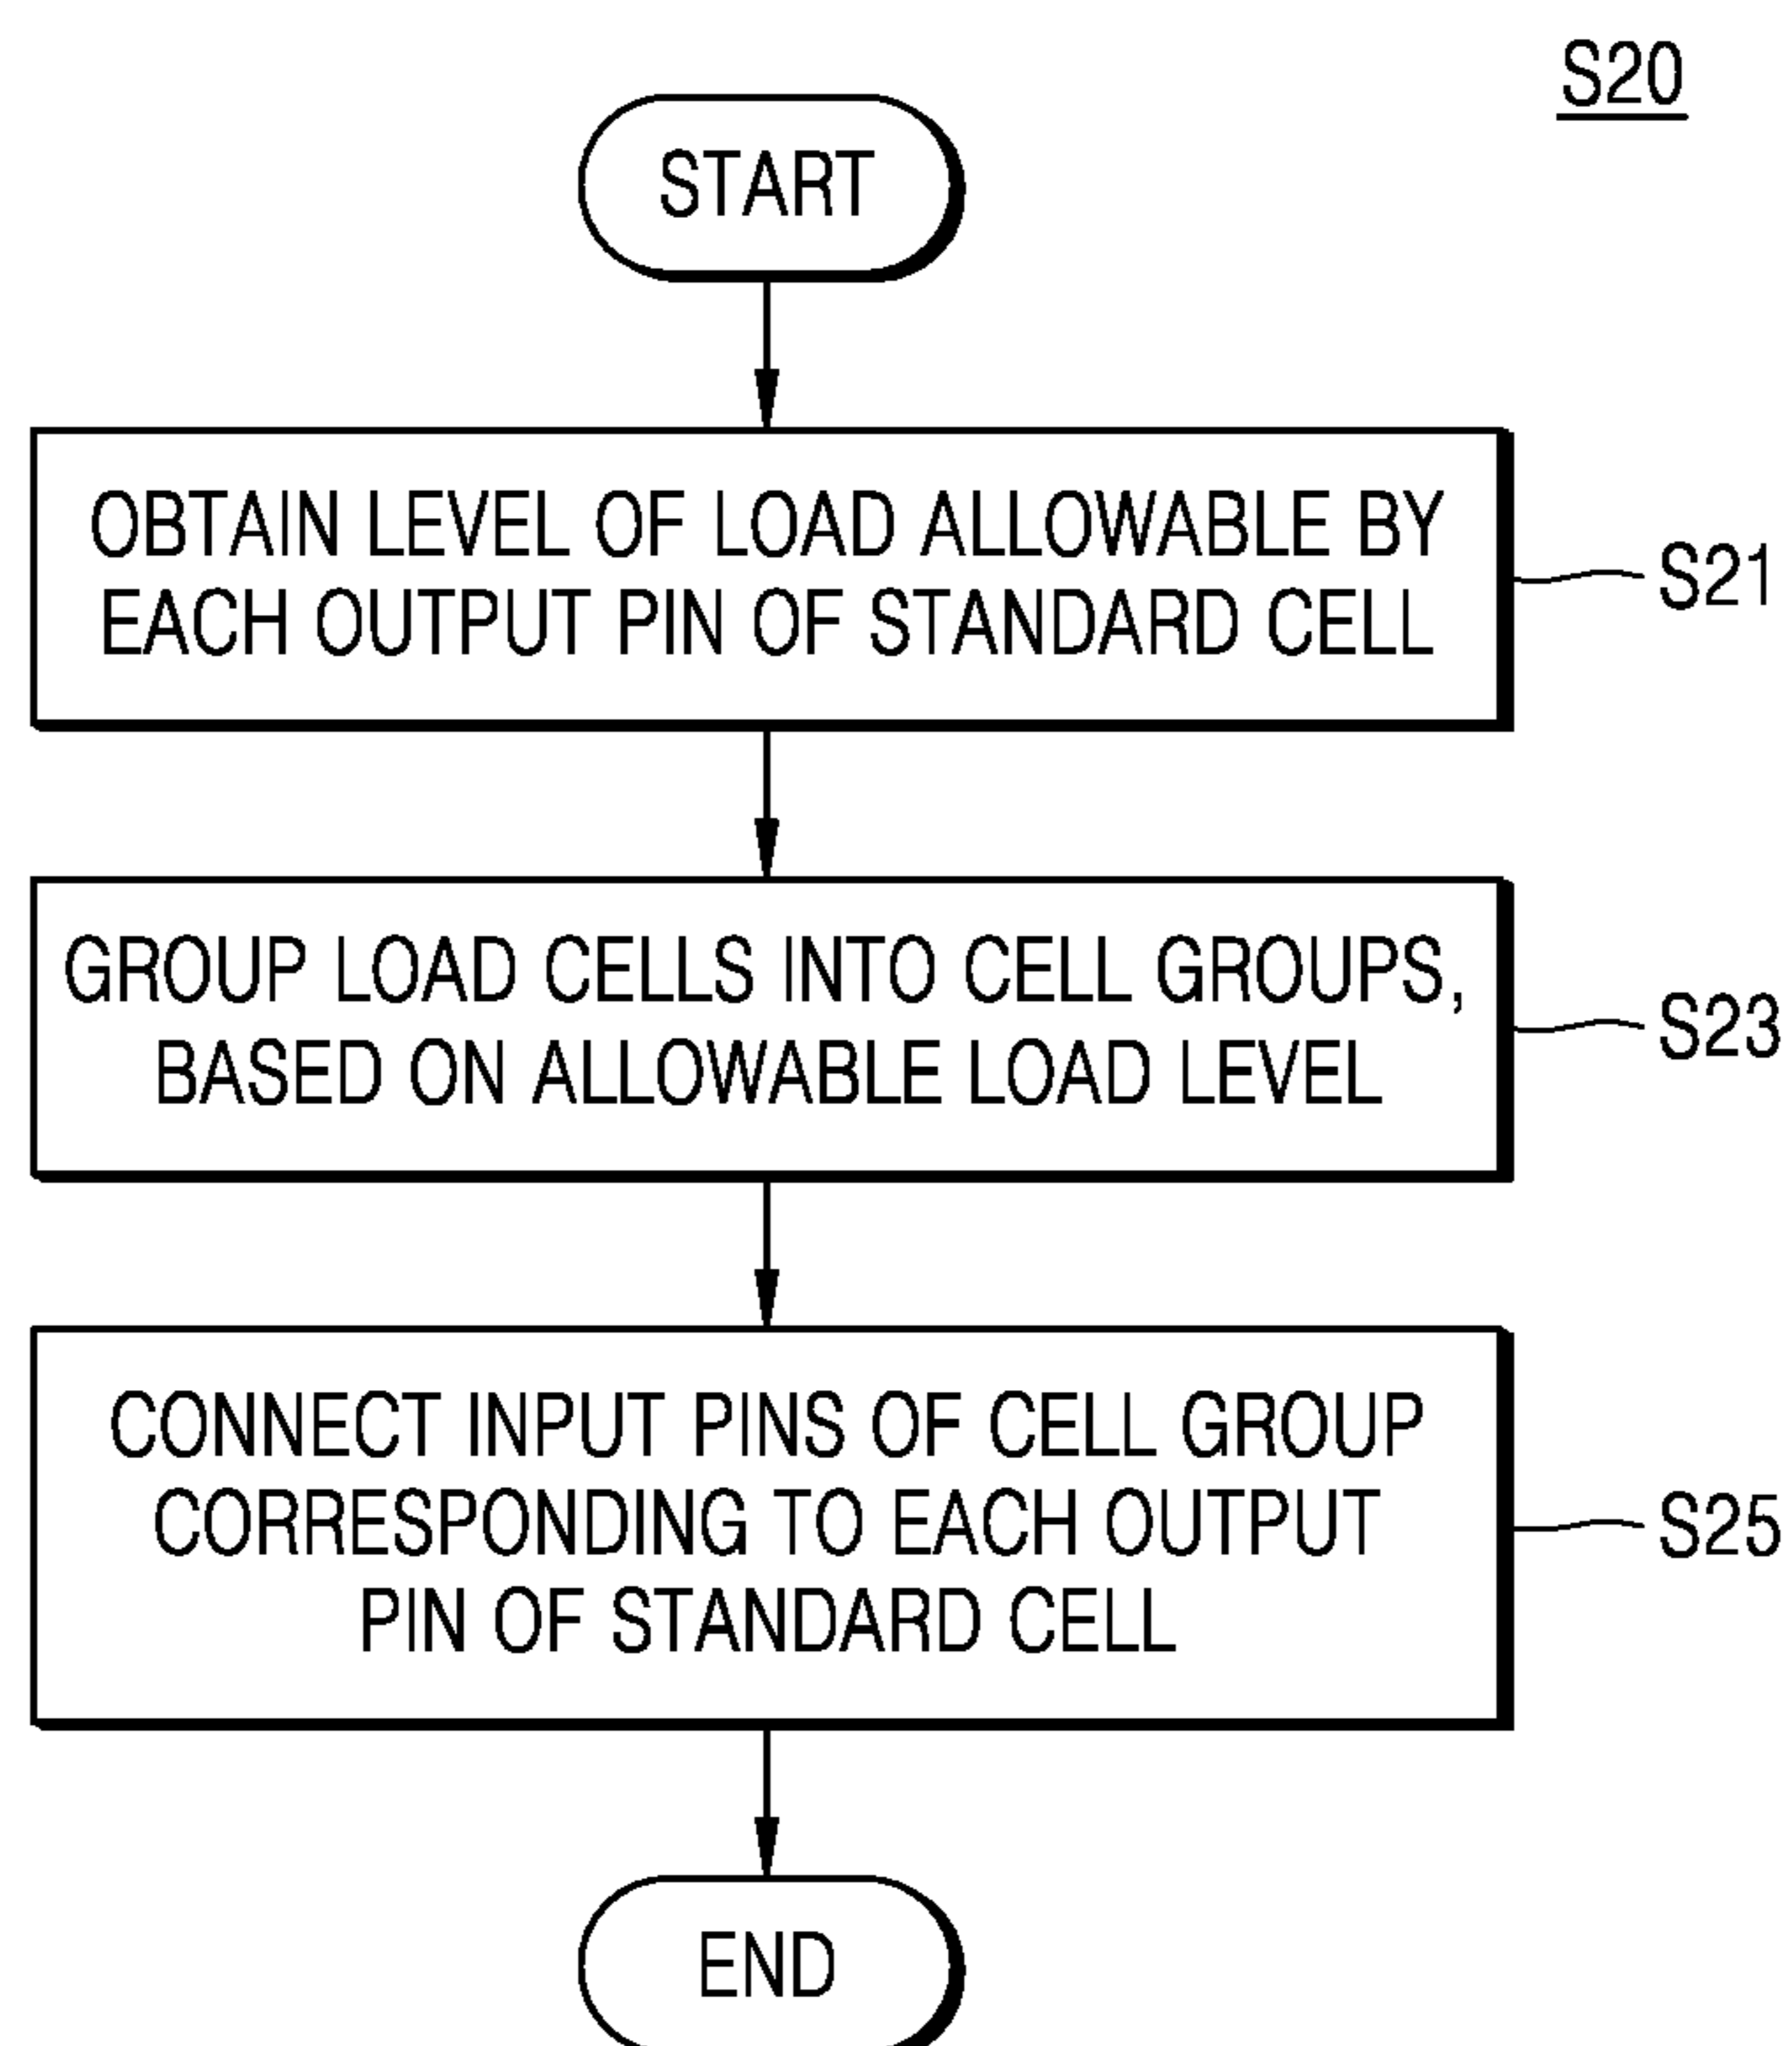 S20
START
OBTAIN LEVEL OF LOAD ALLOWABLE BY
EACH OUTPUT PIN OF STANDARD CELL
S21
GROUP LOAD CELLS INTO CELL GROUPS,
BASED ON ALLOWABLE LOAD LEVEL
S23
CONNECT INPUT PINS OF CELL GROUP
CORRESPONDING TO EACH OUTPUT
PIN OF STANDARD CELL
S25
END